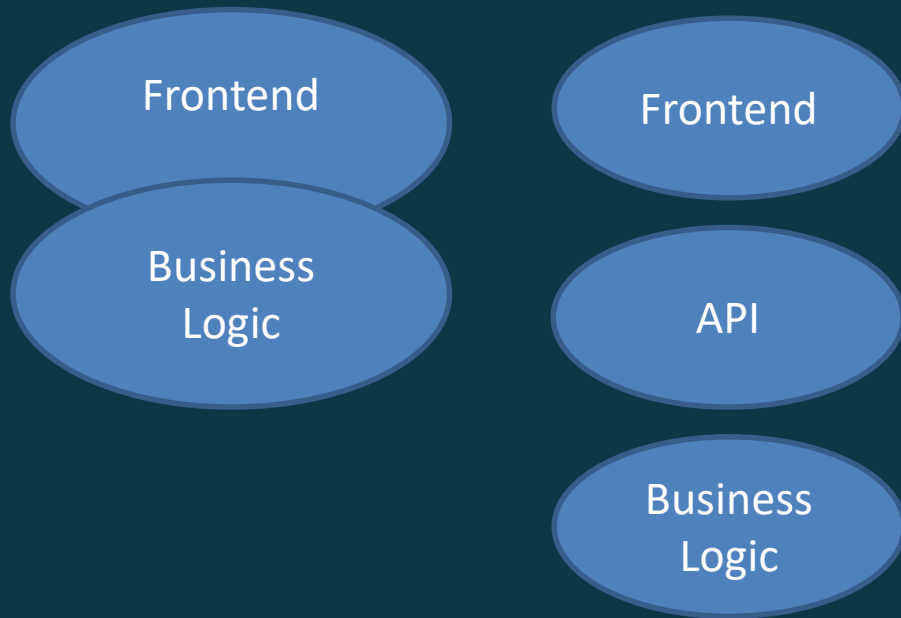 Frontend
Business
Logic
Frontend
API
Business
Logic